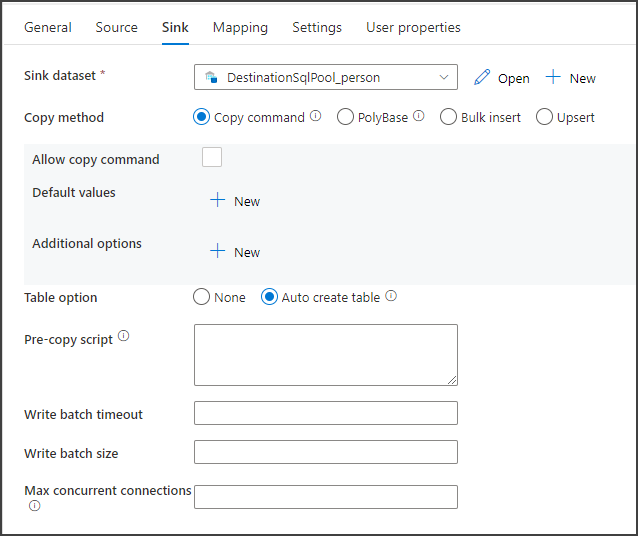 General Source Sink Mapping Settings User properties
Sink dataset * DestinationSqlPool_person Open New
Copy method Copy command PolyBase Bulk insert Upsert
Allow copy command
Default values New
Additional options New
Table option None Auto create table
Pre-copy script
Write batch timeout
Write batch size
Max concurrent connections